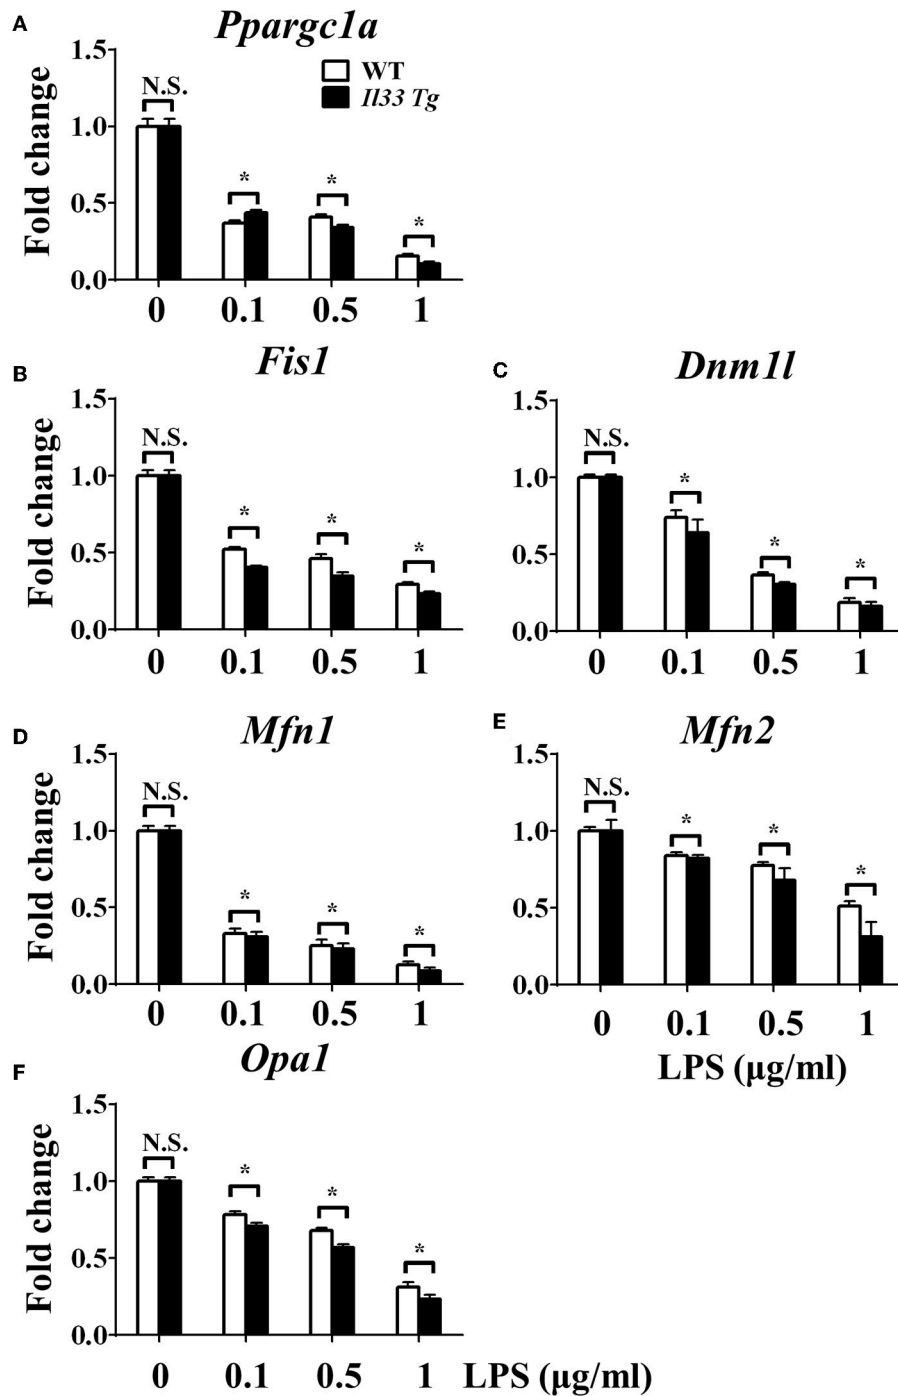 A
Ppargc1a
1.5
1.0
0.5
0.0
Fold change
WT
Il33 Tg
N.S.
*
*
*
0 0.1 0.5 1
B
Fis1
1.5
1.0
0.5
0.0
Fold change
N.S.
*
*
*
0 0.1 0.5 1
C
Dnm1l
1.5
1.0
0.5
0.0
N.S.
*
*
*
0 0.1 0.5 1
D
Mfn1
1.5
1.0
0.5
0.0
Fold change
N.S.
*
*
*
0 0.1 0.5 1
E
Mfn2
1.5
1.0
0.5
0.0
N.S.
*
*
*
0 0.1 0.5 1
LPS (μg/ml)
F
Opa1
1.5
1.0
0.5
0.0
Fold change
N.S.
*
*
*
0 0.1 0.5 1 LPS (μg/ml)